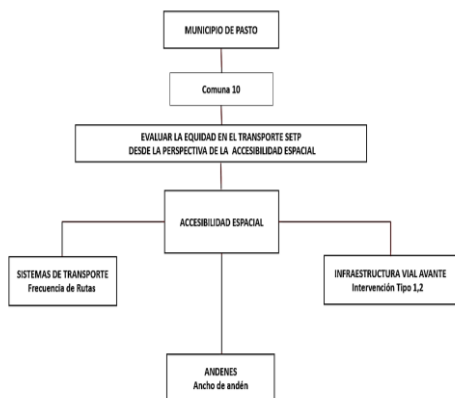 MUNICIPIO DE PASTO
Comuna 10
EVALUAR LA EQUIDAD EN EL TRANSPORTE SETP
DESDE LA PERSPECTIVA DE LA ACCESIBILIDAD ESPACIAL
ACCESIBILIDAD ESPACIAL
SISTEMAS DE TRANSPORTE
Frecuencia de Rutas
INFRAESTRUCTURA VIAL AVANTE
Intervención Tipo 1,2
ANDENES
Ancho de andén